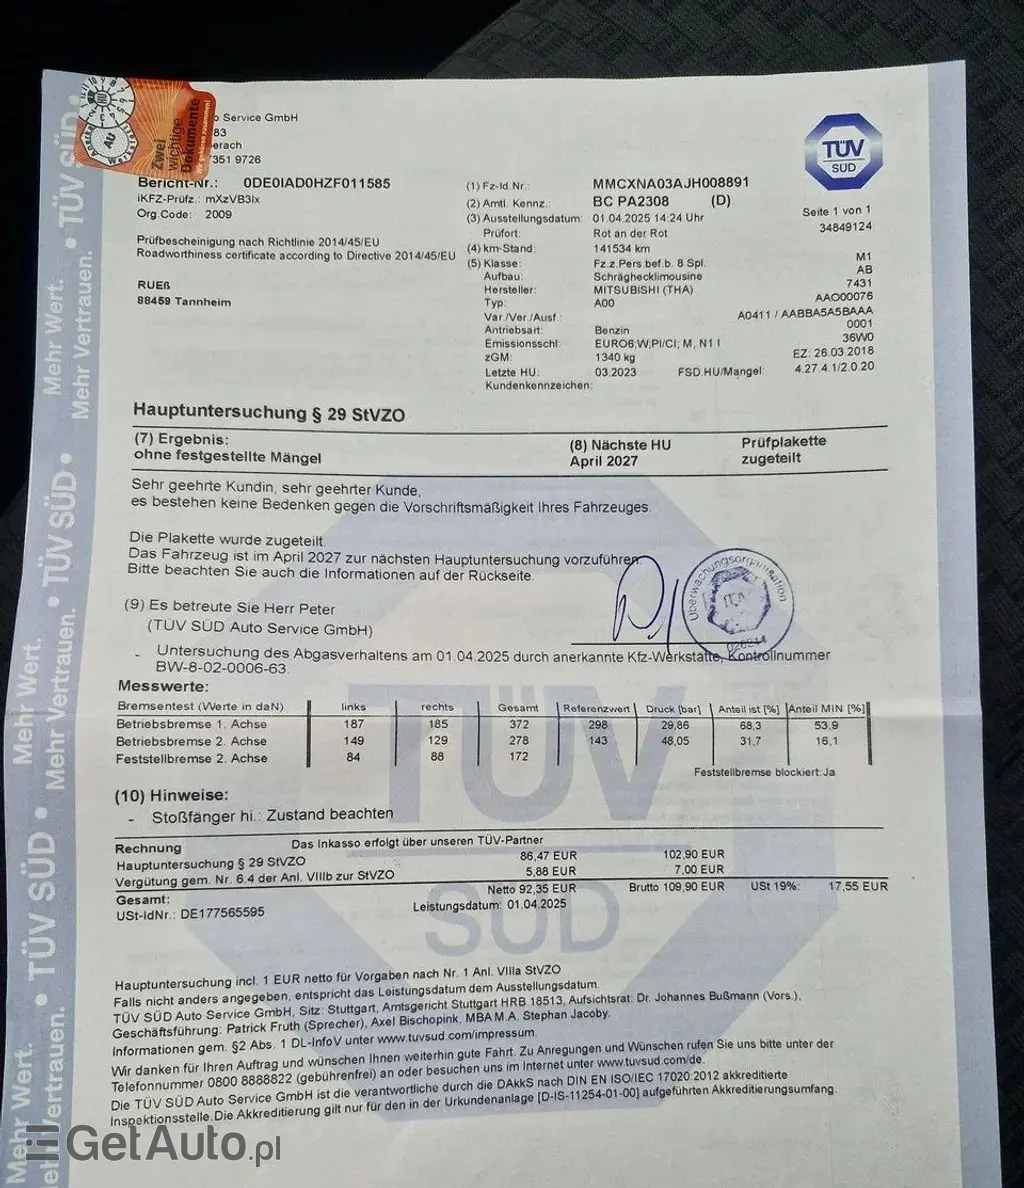 b Service GmbH
83
erach
351 9726
Zwei
wichtige
Dokumente
Bericht-Nr.: 0DE0IAD0HZF011585
iKFZ-Prüfz.: mXzVB3lx
Org.Code: 2009
Prüfbescheinigung nach Richtlinie 2014/45/EU
Roadworthiness certificate according to Directive 2014/45/EU
RUEß
88459 Tannheim
TÜV
SÜD
Seite 1 von 1
34849124
(1) Fz-Id.Nr.: MMCXNA03AJH008891
(2) Amtl. Kennz.: BC PA2308 (D)
(3) Ausstellungsdatum: 01.04.2025 14:24 Uhr
Prüfort: Rot an der Rot
(4) km-Stand: 141534 km
(5) Klasse: Fz.z.Pers.bef.b. 8 Spl. M1
Aufbau: Schrägheckliмousine AB
Hersteller: MITSUBISHI (THA) 7431
Typ: A00 AAO00076
Var./Ver./Ausf.: A0411 / AABBA5A5BAAA
Antriebsart: Benzin 0001
Emissionsschl: EURO6;W;PI/CI; M, N1 I 36W0
zGM: 1340 kg EZ: 26.03.2018
Letzte HU: 03.2023 FSD.HU/Mangel: 4.27.4.1/2.0.20
Kundenkennzeichen:
Hauptuntersuchung § 29 StVZO
(7) Ergebnis: (8) Nächste HU Prüfplakette
ohne festgestellte Mängel April 2027 zugeteilt
Sehr geehrte Kundin, sehr geehrter Kunde,
es bestehen keine Bedenken gegen die Vorschriftsmäßigkeit Ihres Fahrzeuges.
Die Plakette wurde zugeteilt.
Das Fahrzeug ist im April 2027 zur nächsten Hauptuntersuchung vorzuführen.
Bitte beachten Sie auch die Informationen auf der Rückseite.
Überwachungsorganisation
TÜV
(9) Es betreute Sie Herr Peter
(TÜV SÜD Auto Service GmbH)
- Untersuchung des Abgasverhaltens am 01.04.2025 durch anerkannte Kfz-Werkstätte, Kontrollnummer
BW-8-02-0006-63.
Messwerte:
Bremsentest (Werte in daN) links rechts Gesamt Referenzwert Druck [bar] Anteil ist [%] Anteil MIN [%]
Betriebsbremse 1. Achse 187 185 372 298 29,86 68,3 53,9
Betriebsbremse 2. Achse 149 129 278 143 48,05 31,7 16,1
Feststellbremse 2. Achse 84 88 172
Feststellbremse blockiert:Ja
(10) Hinweise:
- Stoßfänger hi.: Zustand beachten
Rechnung Das Inkasso erfolgt über unseren TÜV-Partner
Hauptuntersuchung § 29 StVZO 86,47 EUR 102,90 EUR
Vergütung gem. Nr. 6.4 der Anl. VIIIb zur StVZO 5,88 EUR 7,00 EUR
Gesamt: Netto 92,35 EUR Brutto 109,90 EUR USt 19%: 17,55 EUR
USt-IdNr.: DE177565595 Leistungsdatum: 01.04.2025
Hauptuntersuchung incl. 1 EUR netto für Vorgaben nach Nr. 1 Anl. VIIIa StVZO
Falls nicht anders angegeben, entspricht das Leistungsdatum dem Ausstellungsdatum.
TÜV SÜD Auto Service GmbH, Sitz: Stuttgart, Amtsgericht Stuttgart HRB 18513, Aufsichtsrat: Dr. Johannes Bußmann (Vors.),
Geschäftsführung: Patrick Fruth (Sprecher), Axel Bischopink, MBA M.A. Stephan Jacoby.
Informationen gem. §2 Abs. 1 DL-InfoV unter www.tuvsud.com/impressum.
Wir danken für Ihren Auftrag und wünschen Ihnen weiterhin gute Fahrt. Zu Anregungen und Wünschen rufen Sie uns bitte unter der
Telefonnummer 0800 8888822 (gebührenfrei) an oder besuchen uns im Internet unter www.tuvsud.com/de.
Die TÜV SÜD Auto Service GmbH ist die verantwortliche durch die DAkkS nach DIN EN ISO/IEC 17020:2012 akkreditierte
Inspektionsstelle.Die Akkreditierung gilt nur für den in der Urkundenanlage [D-IS-11254-01-00] aufgeführten Akkreditierungsumfang.
TÜV
SÜD
Mehr Wert.
Mehr Vertrauen.
TÜV SÜD
GetAuto.pl